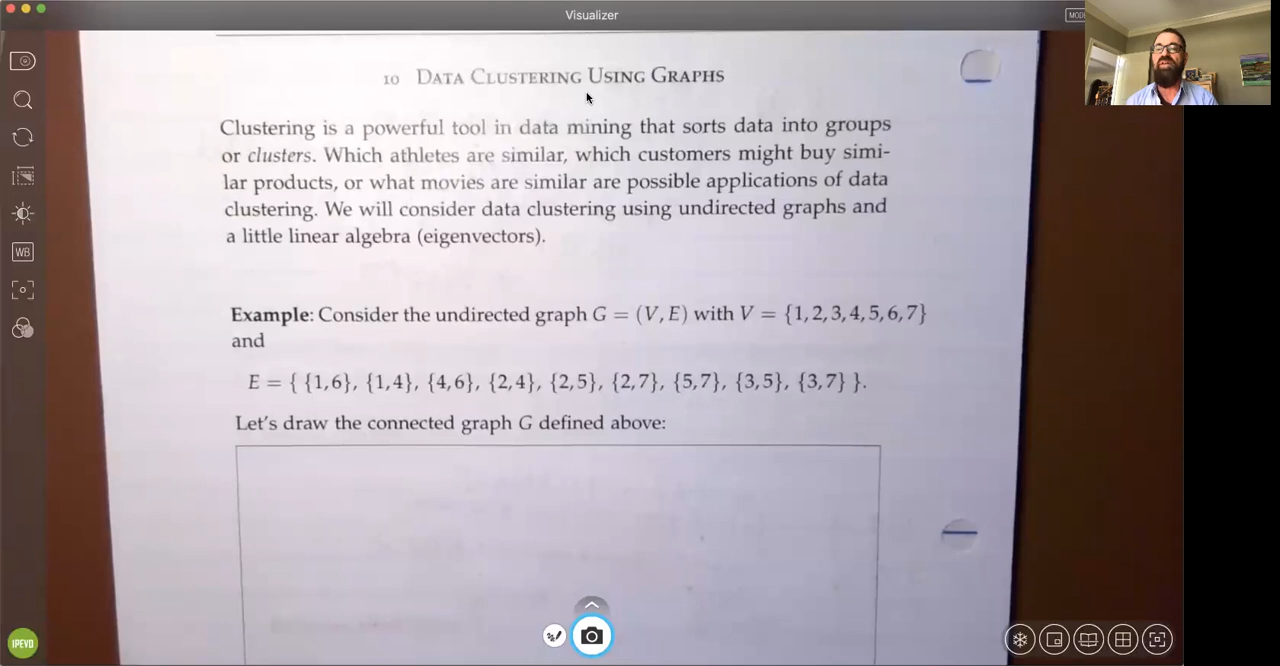 Visualizer
MODE
10 DATA CLUSTERING USING GRAPHS
Clustering is a powerful tool in data mining that sorts data into groups
or clusters. Which athletes are similar, which customers might buy simi-
lar products, or what movies are similar are possible applications of data
clustering. We will consider data clustering using undirected graphs and
a little linear algebra (eigenvectors).
Example: Consider the undirected graph G = (V, E) with V = {1, 2, 3, 4, 5, 6, 7}
and
E = { {1, 6}, {1, 4}, {4, 6}, {2, 4}, {2, 5}, {2, 7}, {5, 7}, {3, 5}, {3, 7} }.
Let's draw the connected graph G defined above:
WB
IPEVO